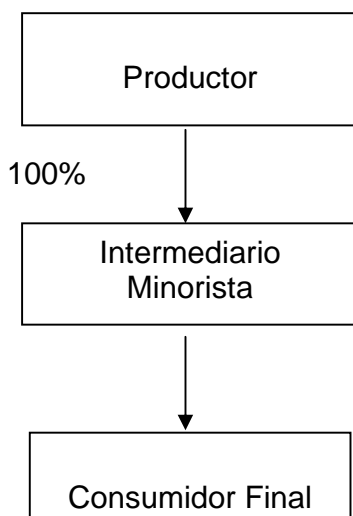 Productor
100%
Intermediario
Minorista
Consumidor Final